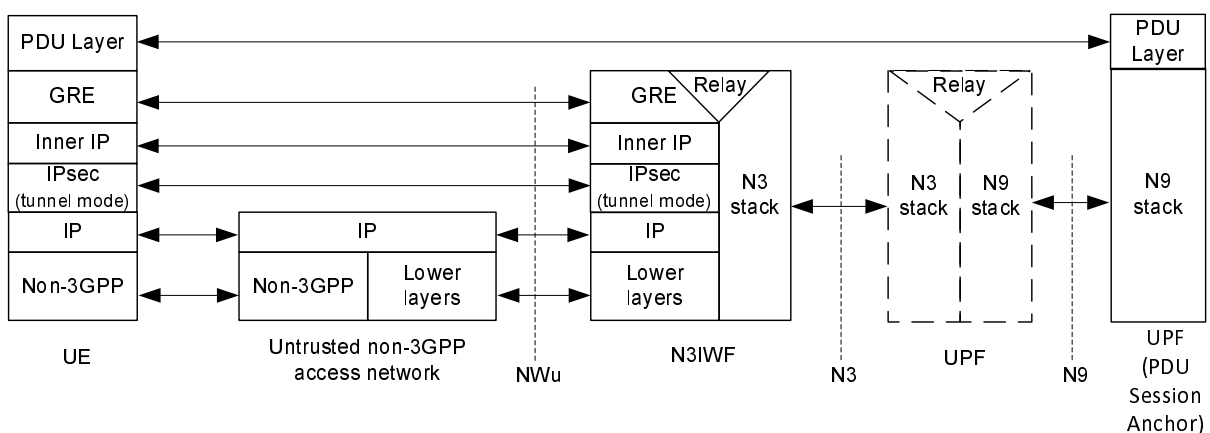 PDU Layer
PDU
Layer
GRE
GRE
Relay
Relay
Inner IP
Inner IP
IPsec
(tunnel mode)
IPsec
(tunnel mode)
N3
stack
N3
stack
N9
stack
N9
stack
IP
IP
IP
Non-3GPP
Non-3GPP
Lower
layers
Lower
layers
UE
Untrusted non-3GPP
access network
NWu
N3IWF
N3
UPF
N9
UPF
(PDU
Session
Anchor)